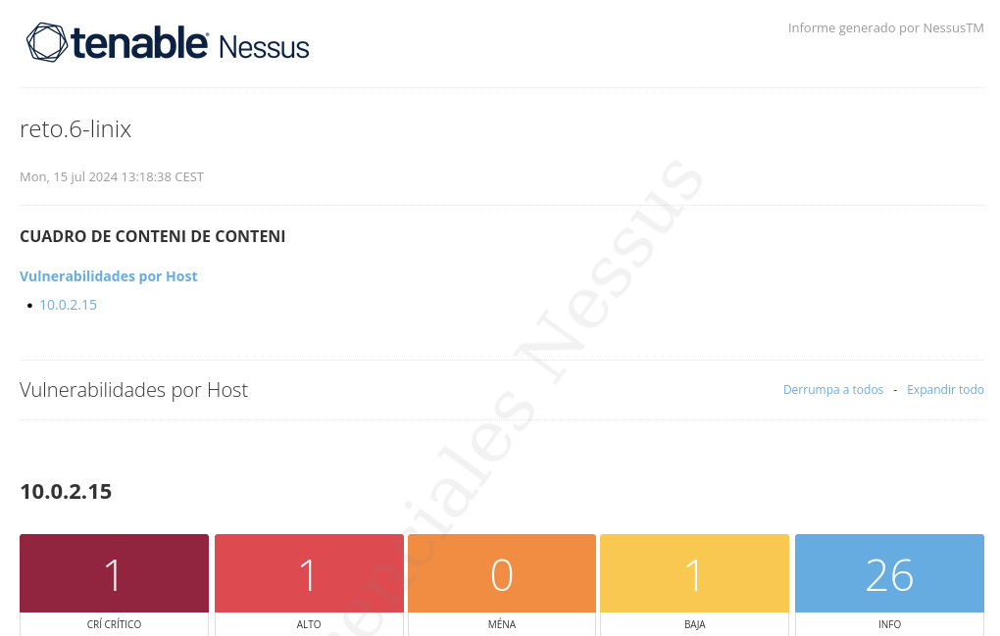 tenable Nessus
Informe generado por NessusTM
reto.6-linix
Mon, 15 jul 2024 13:18:38 CEST
CUADRO DE CONTENI DE CONTENI
Vulnerabilidades por Host
• 10.0.2.15
Vulnerabilidades por Host
Derrumpa a todos - Expandir todo
10.0.2.15
1 1 0 1 26
CRÍ CRÍTICO ALTO MÉNA BAJA INFO
enciales Nessus